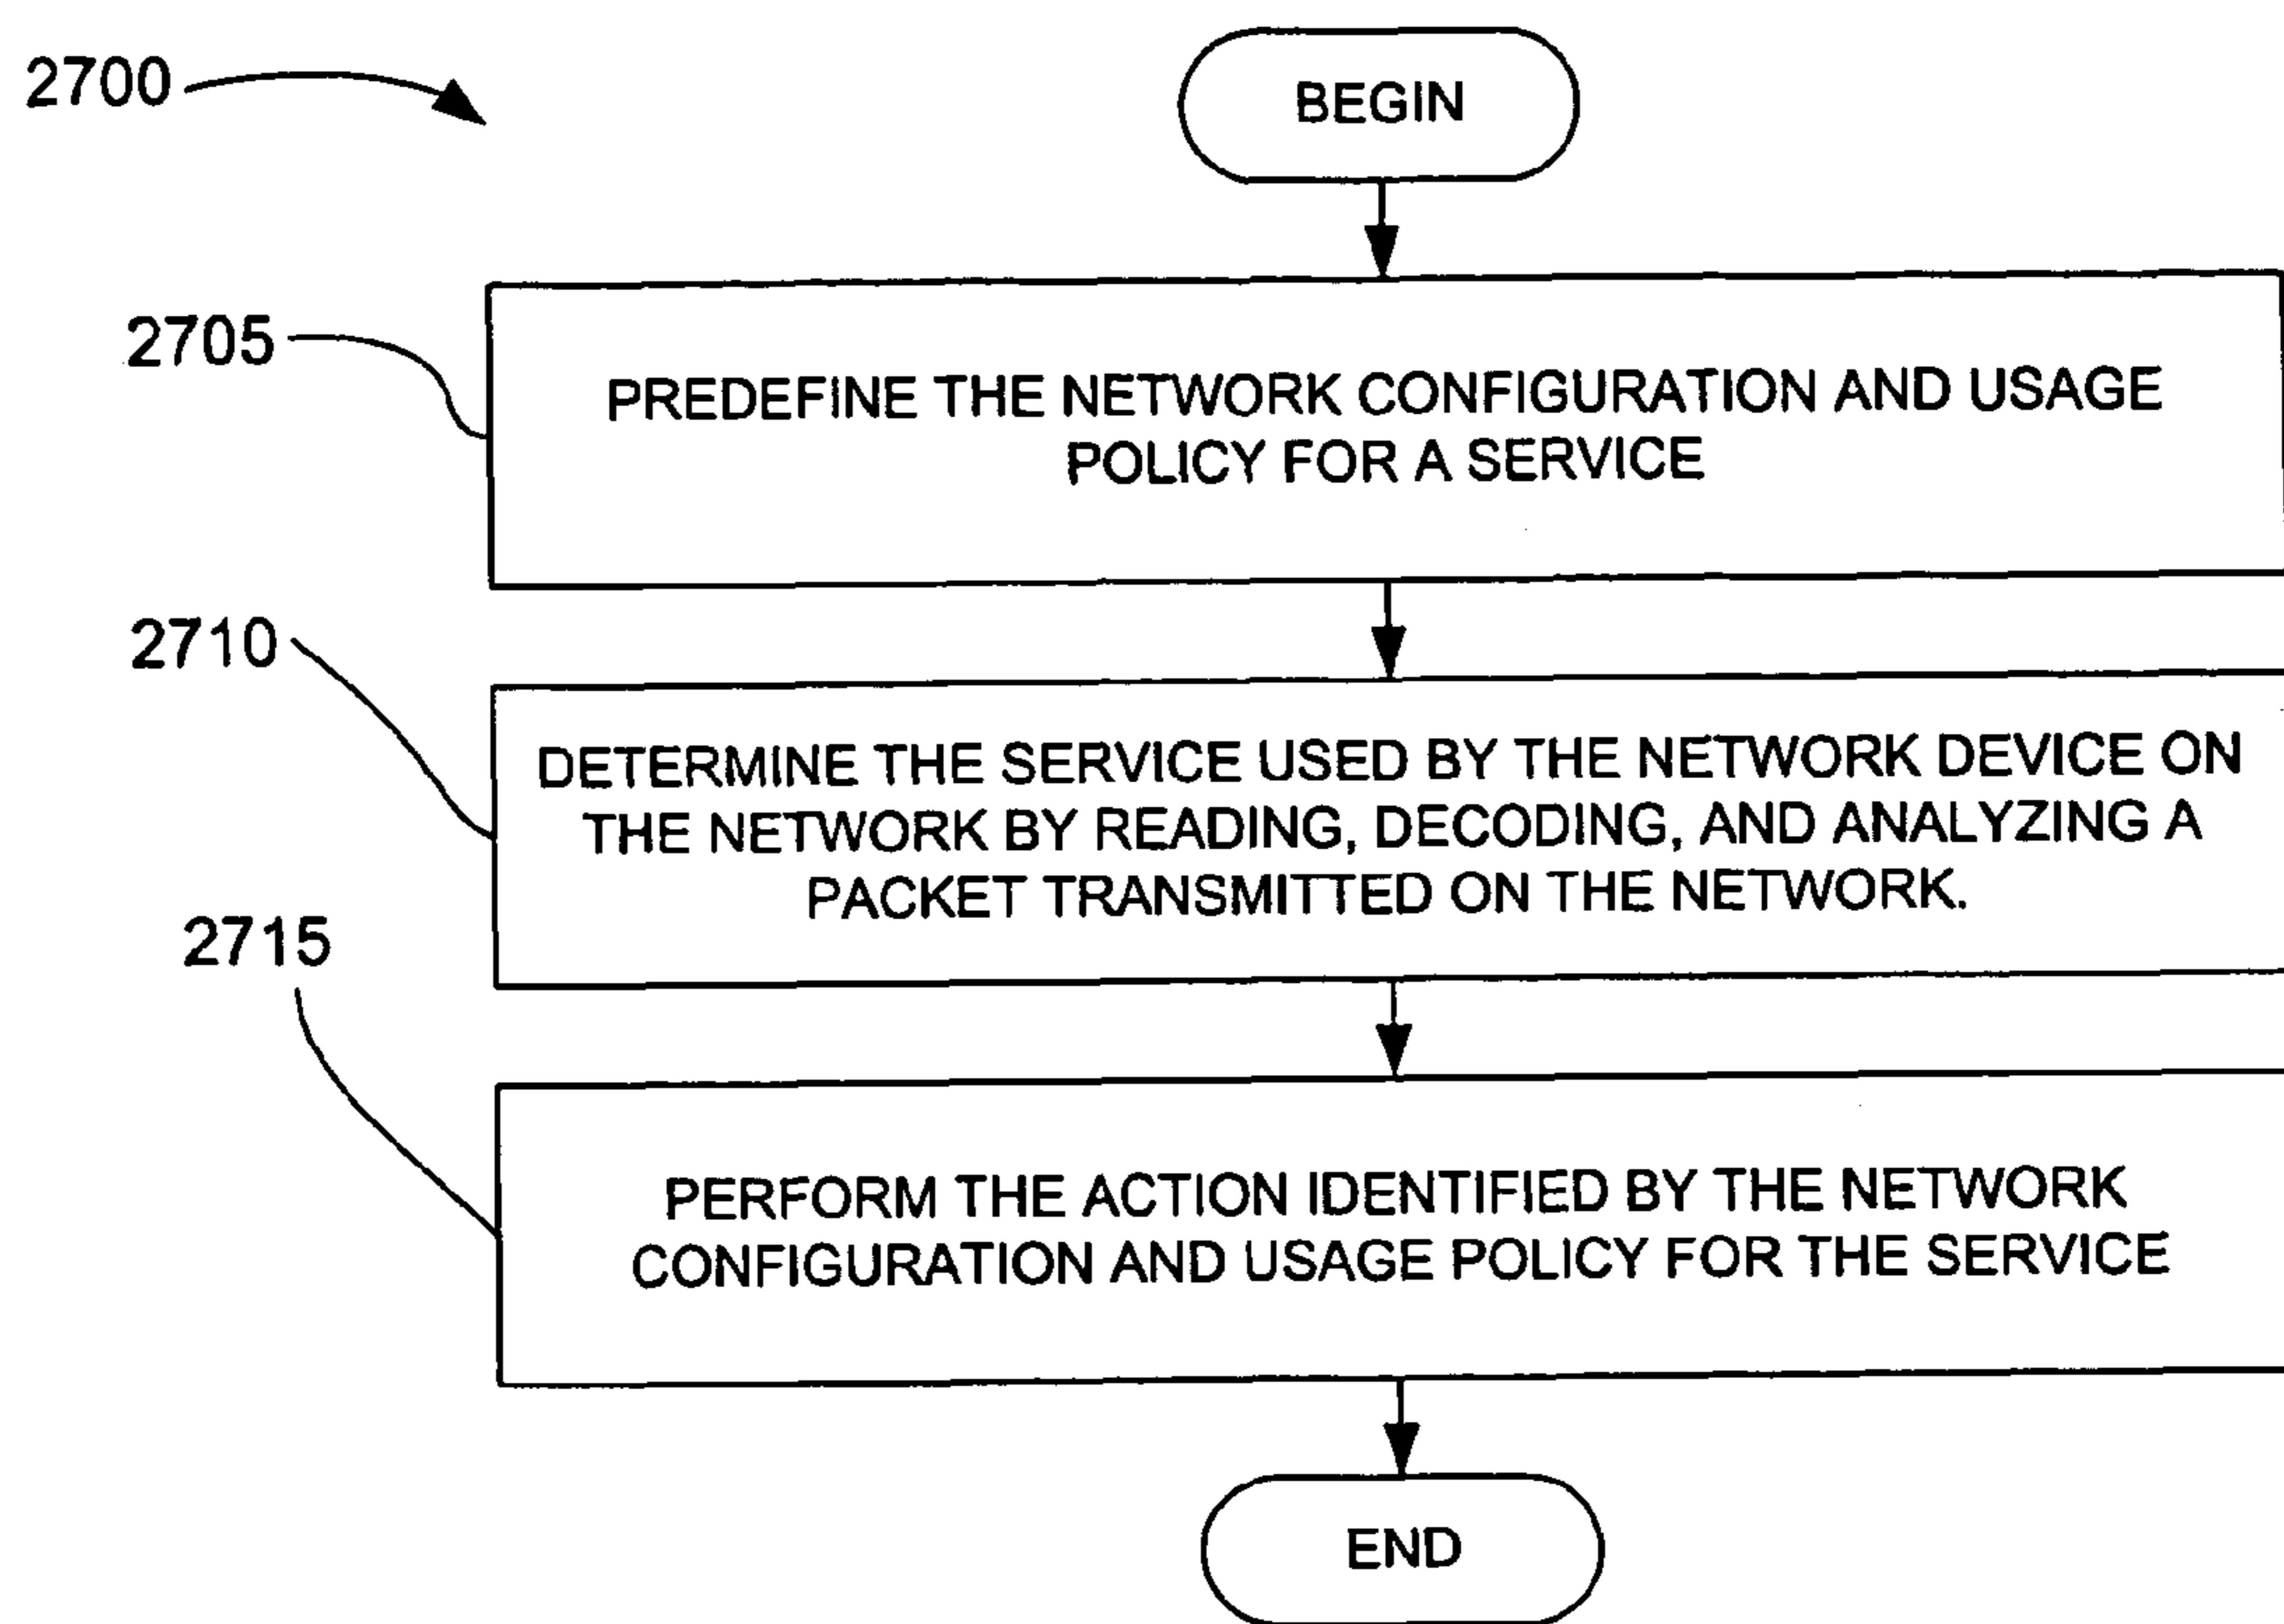 2700
BEGIN
2705
PREDEFINE THE NETWORK CONFIGURATION AND USAGE
POLICY FOR A SERVICE
2710
DETERMINE THE SERVICE USED BY THE NETWORK DEVICE ON
THE NETWORK BY READING, DECODING, AND ANALYZING A
PACKET TRANSMITTED ON THE NETWORK.
2715
PERFORM THE ACTION IDENTIFIED BY THE NETWORK
CONFIGURATION AND USAGE POLICY FOR THE SERVICE
END